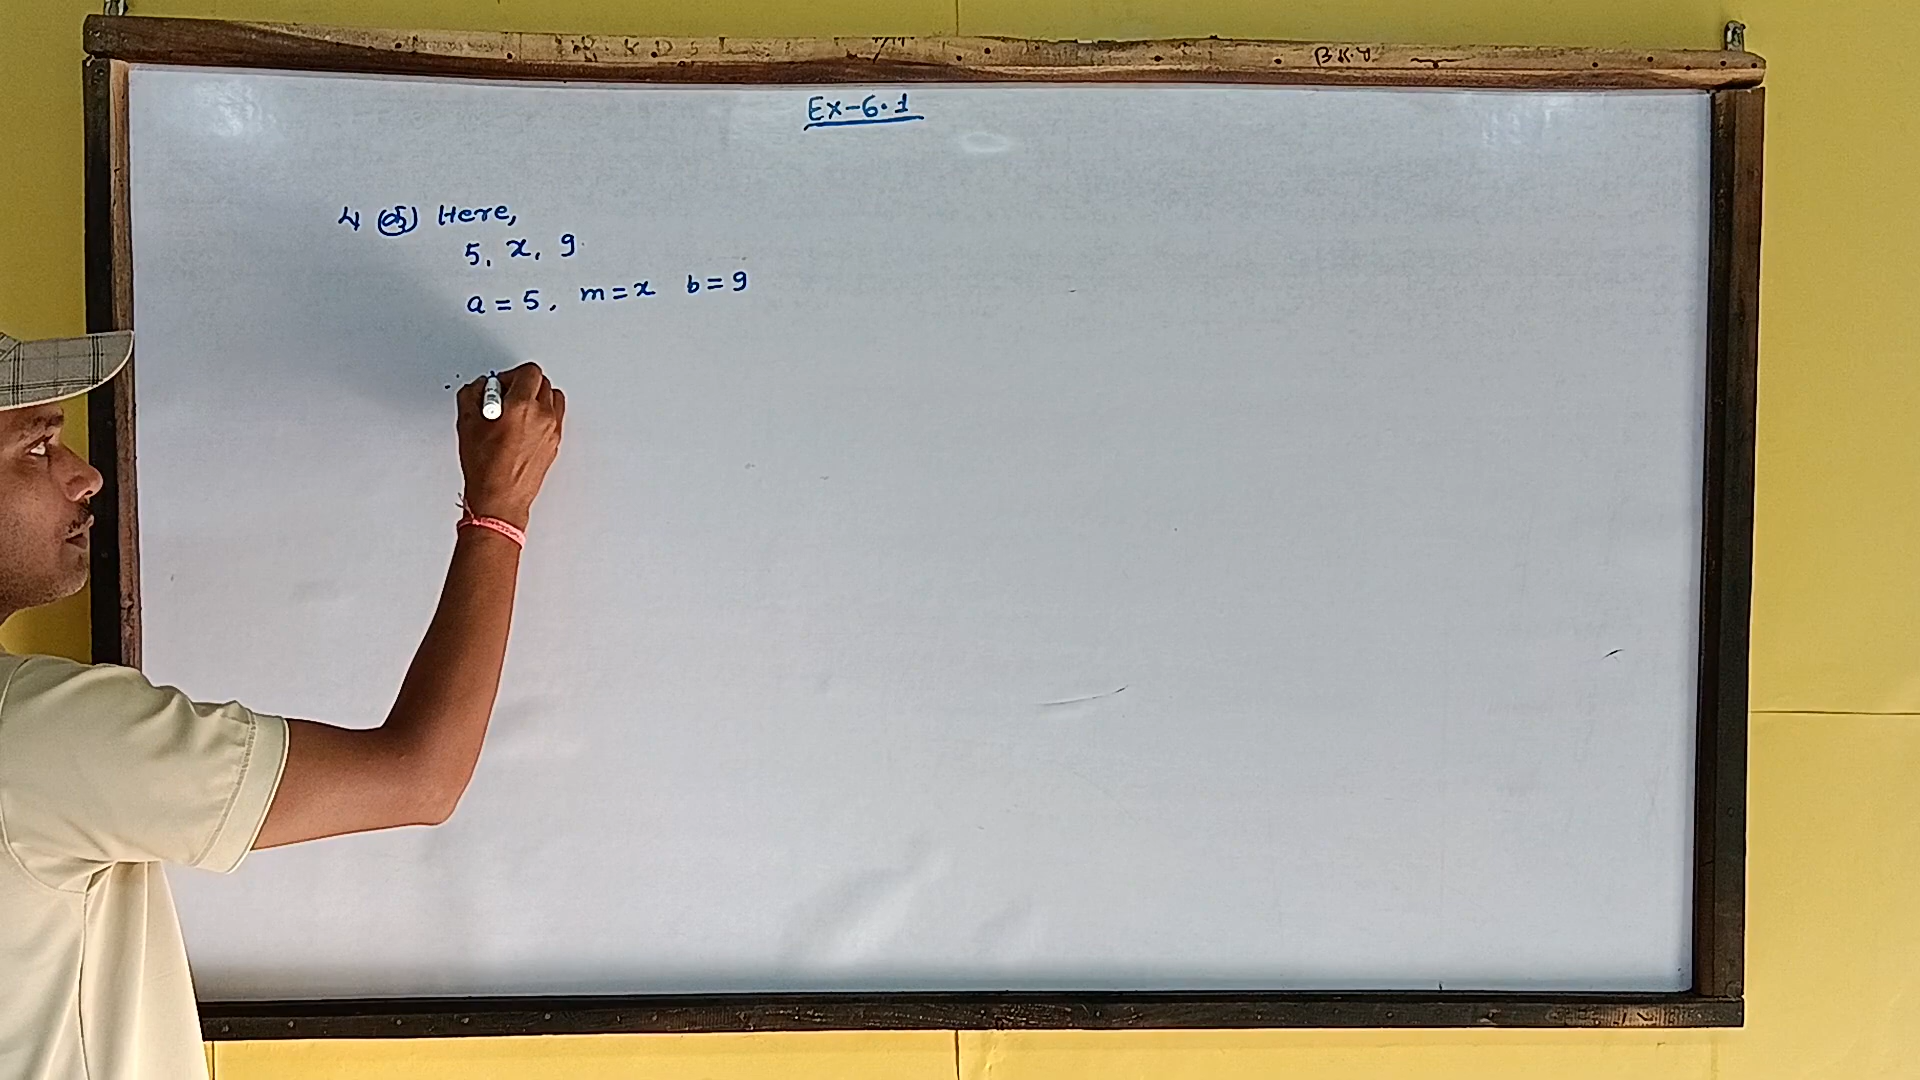 B.K.Y.
Ex-6.1
4 (क) Here,
5, x, 9
a = 5, m = x b = 9